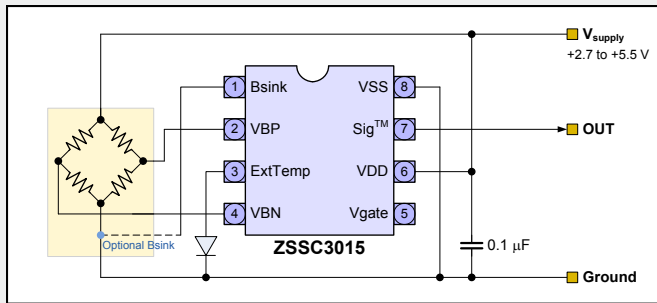 Vsupply
+2.7 to +5.5 V
1 Bsink VSS 8
2 VBP Sig™ 7 OUT
3 ExtTemp VDD 6
4 VBN Vgate 5
Optional Bsink
ZSSC3015
0.1 µF
Ground